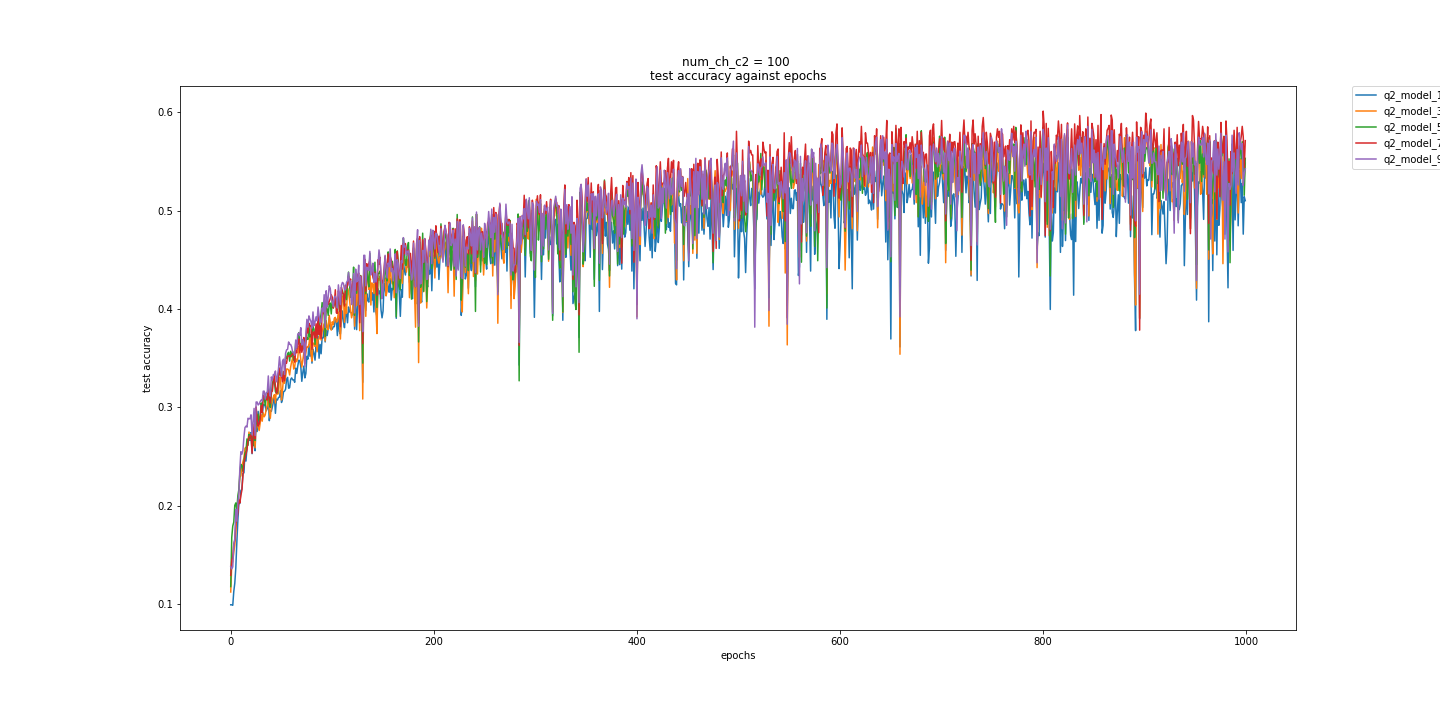 num_ch_c2 = 100
test accuracy against epochs
0.6
0.5
0.4
0.3
0.2
0.1
test accuracy
0
200
400
600
800
1000
epochs
q2_model_1
q2_model_3
q2_model_5
q2_model_7
q2_model_9